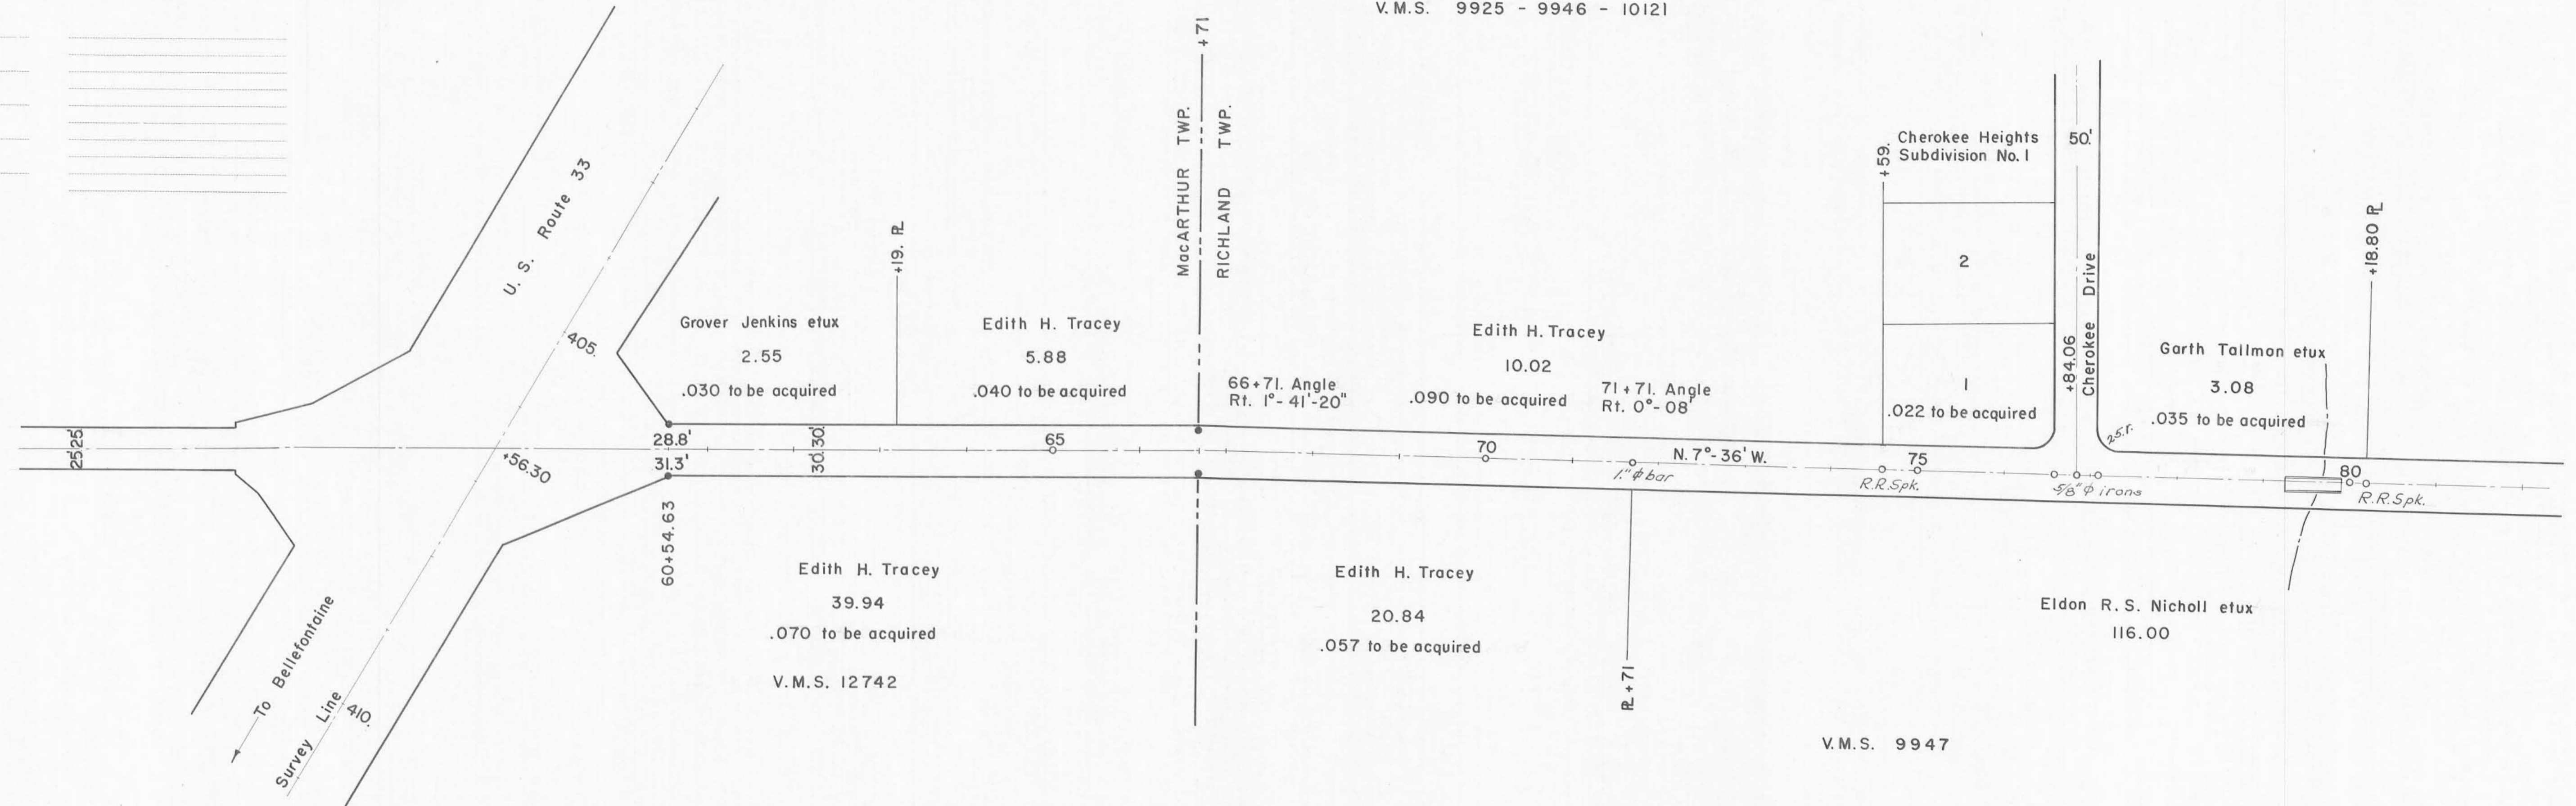 V.M.S. 9925 - 9946 - 10121
+71
MacARTHUR TWP.
RICHLAND TWP.
U. S. Route 33
405.
+19. PL
Grover Jenkins etux
2.55
.030 to be acquired
Edith H. Tracey
5.88
.040 to be acquired
66+71. Angle
Rt. 1°-41'-20"
Edith H. Tracey
10.02
.090 to be acquired
71+71. Angle
Rt. 0°-08'
+59.
Cherokee Heights
Subdivision No. 1
2
1
.022 to be acquired
50'
+84.06
Cherokee Drive
25.r.
Garth Tallmon etux
3.08
.035 to be acquired
+18.80 PL
25' 25'
+56.30
28.8'
31.3'
30' 30'
65
70
N. 7°-36' W.
75
80
1" ϕ bar
R.R.Spk.
5/8" ϕ irons
R.R.Spk.
60+54.63
Edith H. Tracey
39.94
.070 to be acquired
V.M.S. 12742
Edith H. Tracey
20.84
.057 to be acquired
PL +71
Eldon R. S. Nicholl etux
116.00
V.M.S. 9947
To Bellefontaine
Survey Line
410.